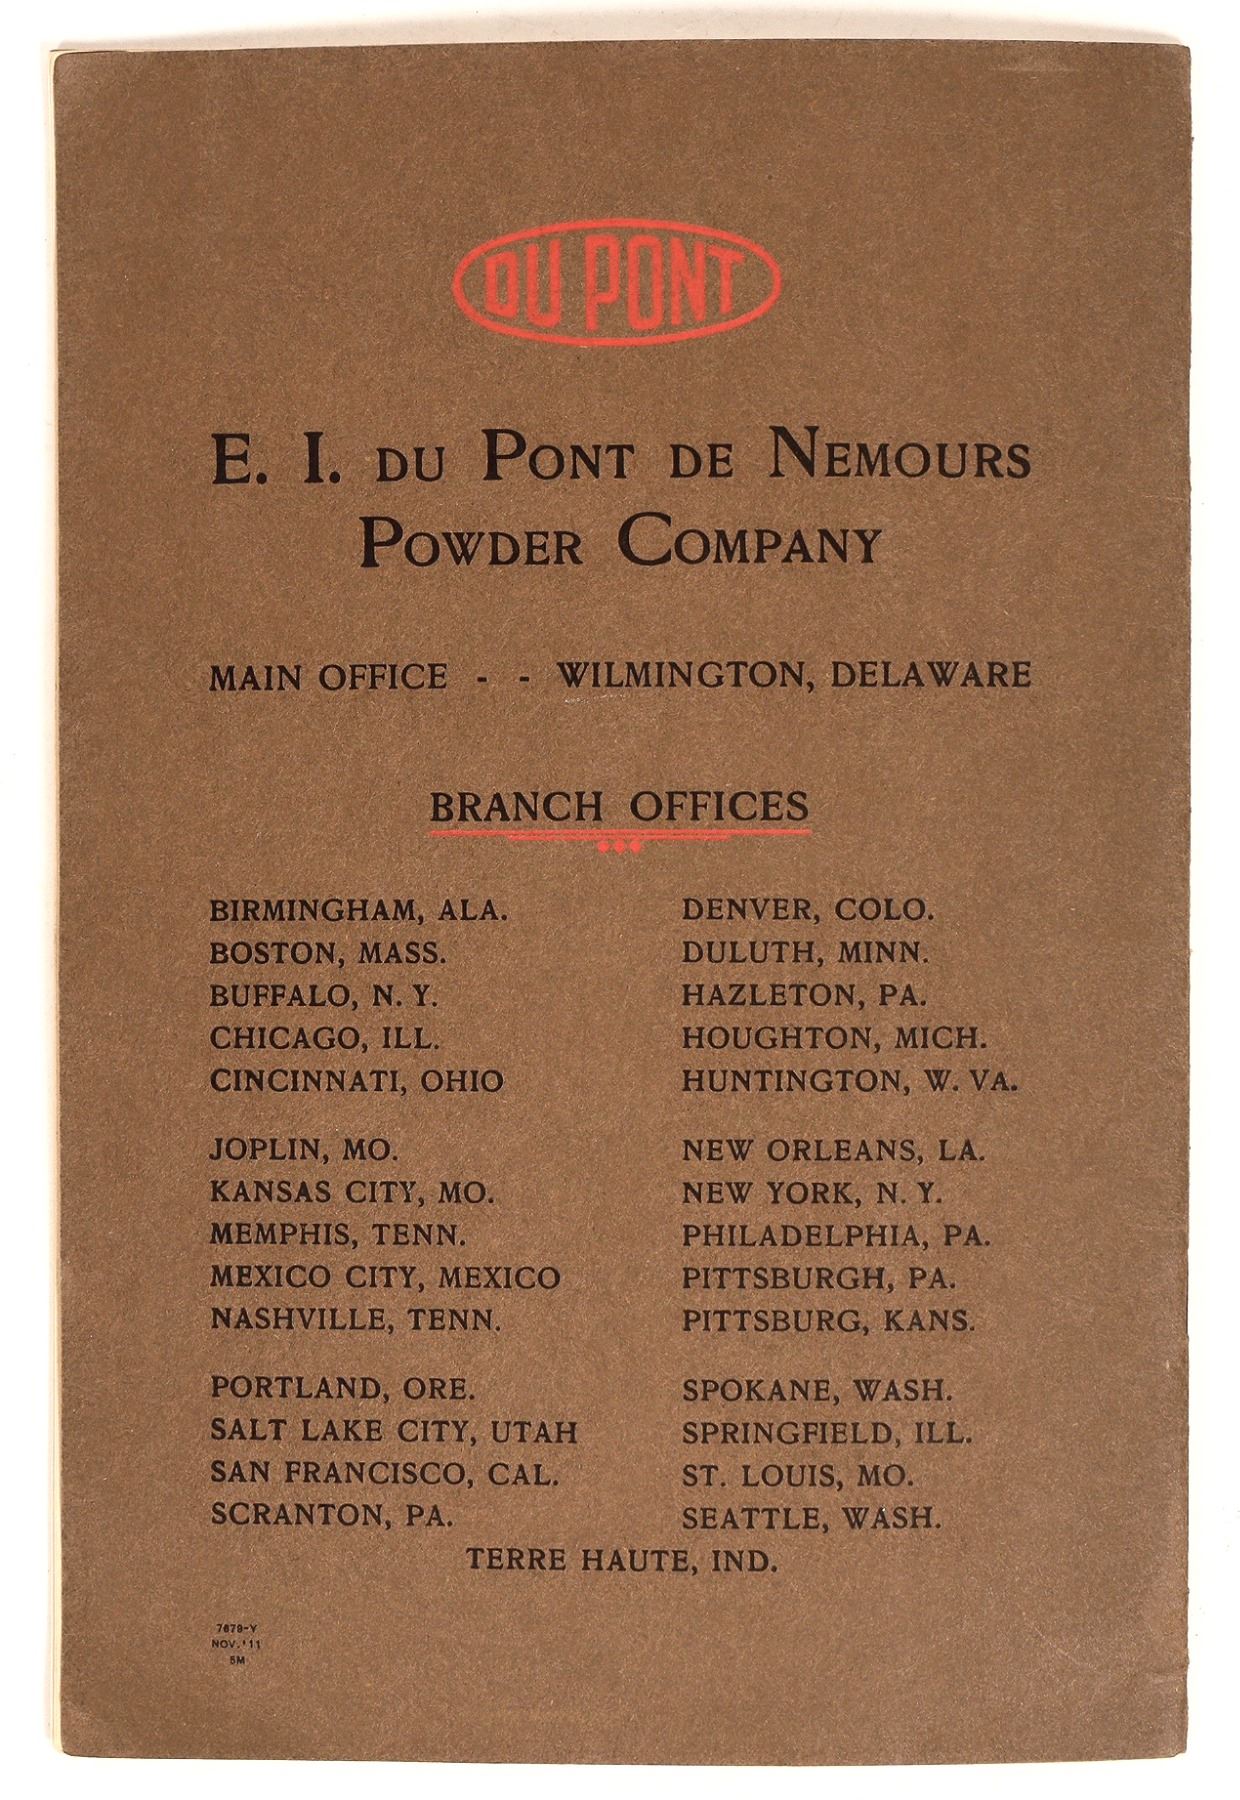 DU PONT
E. I. DU PONT DE NEMOURS
POWDER COMPANY
MAIN OFFICE - - WILMINGTON, DELAWARE
BRANCH OFFICES
BIRMINGHAM, ALA.
BOSTON, MASS.
BUFFALO, N. Y.
CHICAGO, ILL.
CINCINNATI, OHIO
JOPLIN, MO.
KANSAS CITY, MO.
MEMPHIS, TENN.
MEXICO CITY, MEXICO
NASHVILLE, TENN.
PORTLAND, ORE.
SALT LAKE CITY, UTAH
SAN FRANCISCO, CAL.
SCRANTON, PA.
DENVER, COLO.
DULUTH, MINN.
HAZLETON, PA.
HOUGHTON, MICH.
HUNTINGTON, W. VA.
NEW ORLEANS, LA.
NEW YORK, N. Y.
PHILADELPHIA, PA.
PITTSBURGH, PA.
PITTSBURG, KANS.
SPOKANE, WASH.
SPRINGFIELD, ILL.
ST. LOUIS, MO.
SEATTLE, WASH.
TERRE HAUTE, IND.
7679-Y
NOV. '11
5M